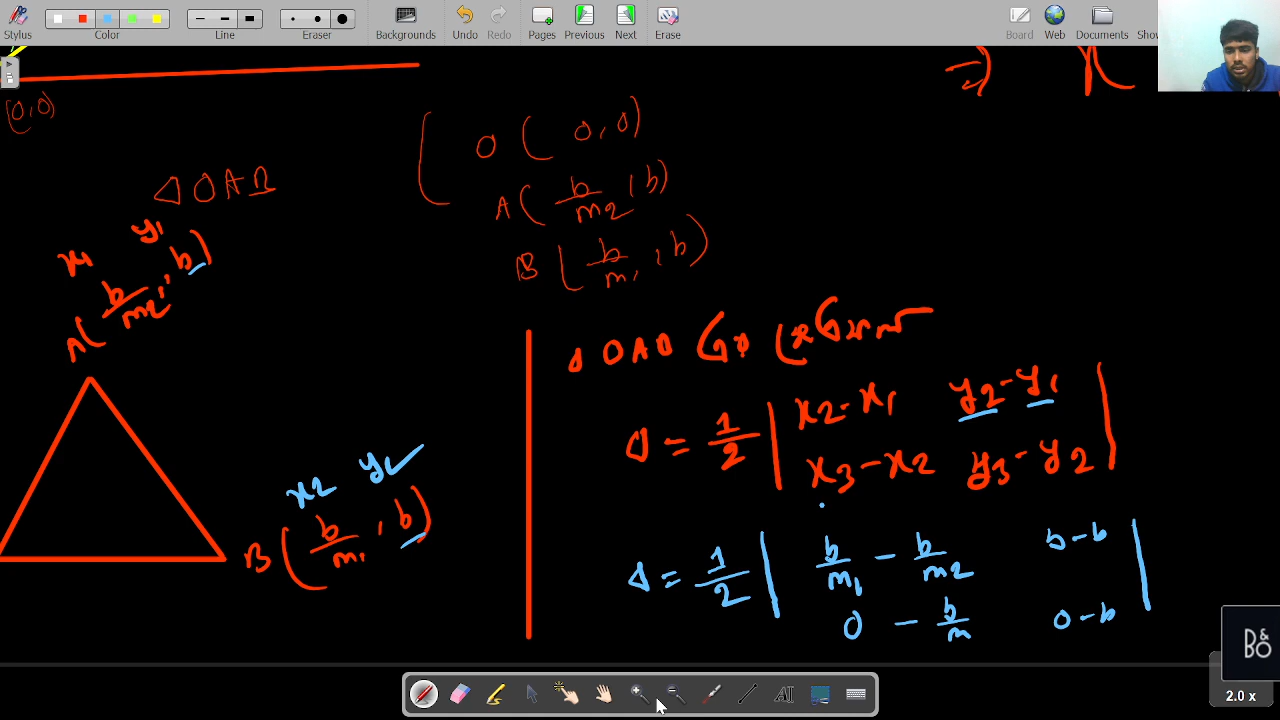 Stylus Color Line Eraser Backgrounds Undo Redo Pages Previous Next Erase Board Web Documents Show
(0,0)
O ( 0,0)
Δ OAB
A ( b/m2 , b)
B ( b/m1 , b)
x1 y1
A( b/m2 , b)
Δ OAB
Δ = 1/2 | x2-x1 y2-y1 |
| x3-x2 y3-y2 |
x2 y2
B ( b/m1 , b)
Δ = 1/2 | b/m1 - b/m2 b-b |
| 0 - b/m 0-b |
B&O
2.0 x